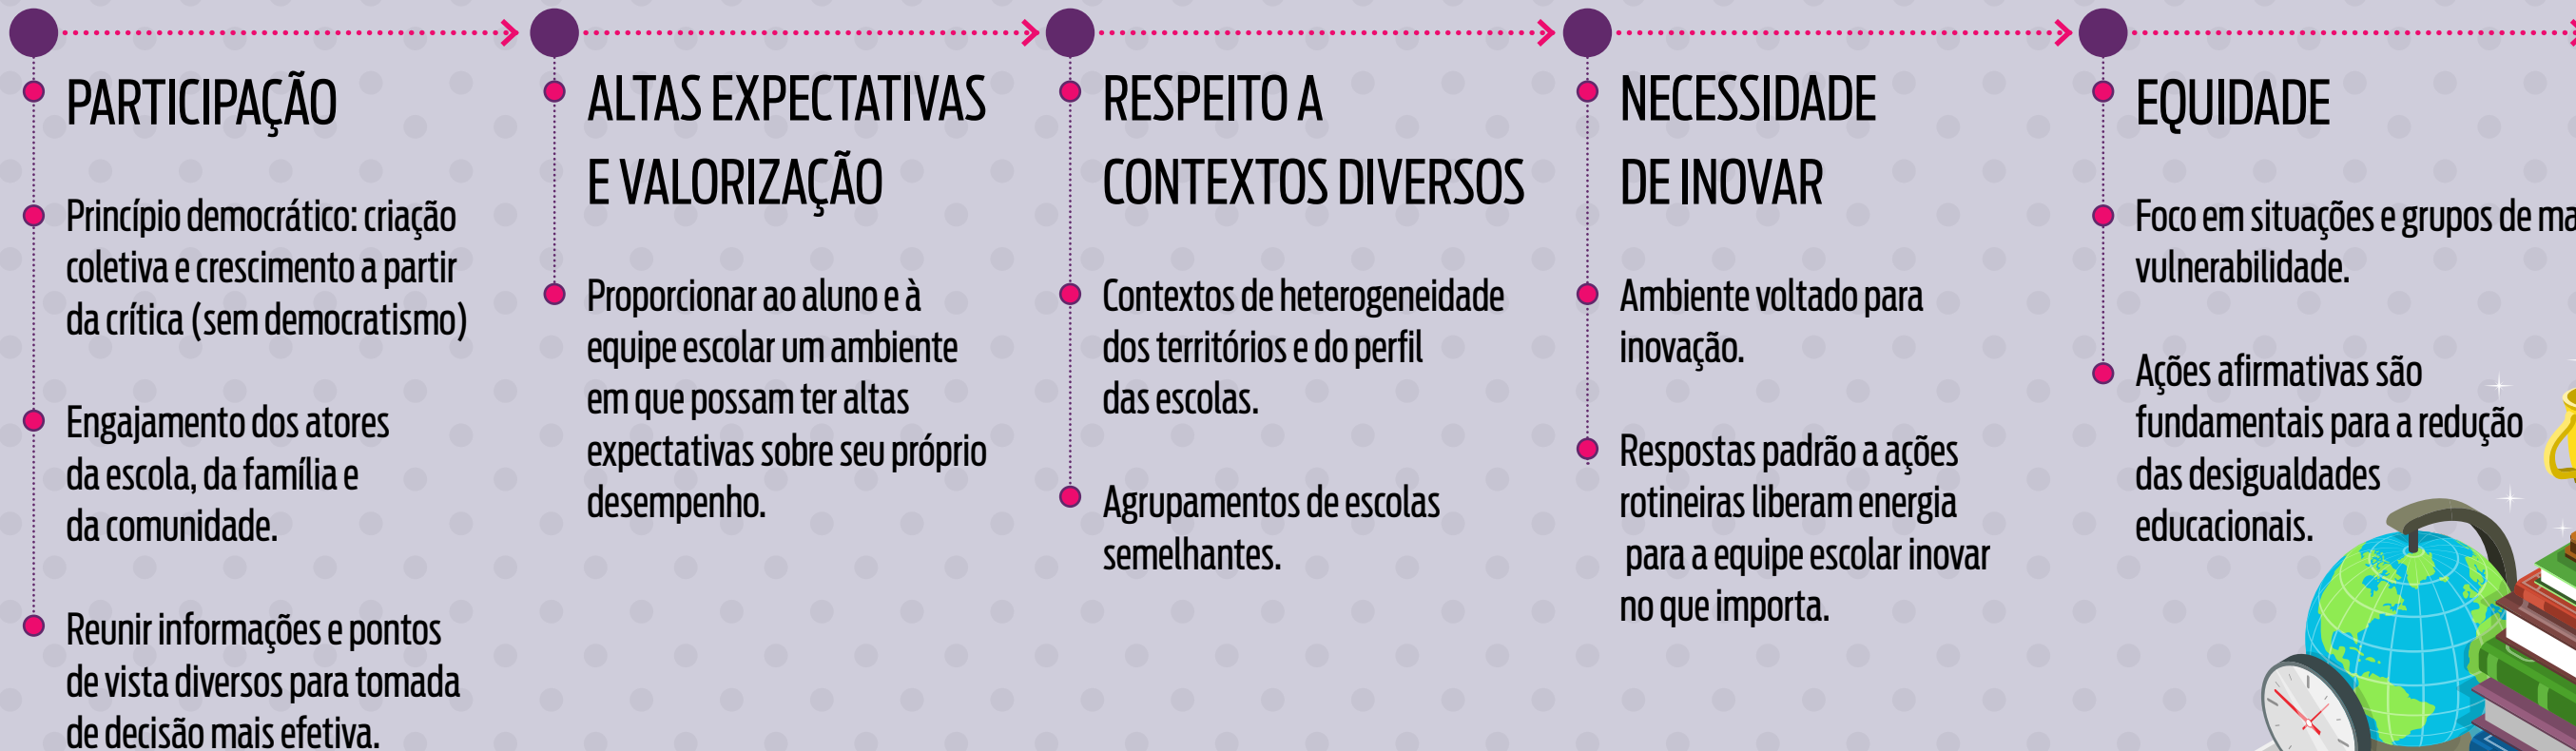 PARTICIPAÇÃO
Princípio democrático: criação
coletiva e crescimento a partir
da crítica (sem democratismo)
Engajamento dos atores
da escola, da família e
da comunidade.
Reunir informações e pontos
de vista diversos para tomada
de decisão mais efetiva.
ALTAS EXPECTATIVAS
E VALORIZAÇÃO
Proporcionar ao aluno e à
equipe escolar um ambiente
em que possam ter altas
expectativas sobre seu próprio
desempenho.
RESPEITO A
CONTEXTOS DIVERSOS
Contextos de heterogeneidade
dos territórios e do perfil
das escolas.
Agrupamentos de escolas
semelhantes.
NECESSIDADE
DE INOVAR
Ambiente voltado para
inovação.
Respostas padrão a ações
rotineiras liberam energia
para a equipe escolar inovar
no que importa.
EQUIDADE
Foco em situações e grupos de
vulnerabilidade.
Ações afirmativas são
fundamentais para a redução
das desigualdades
educacionais.